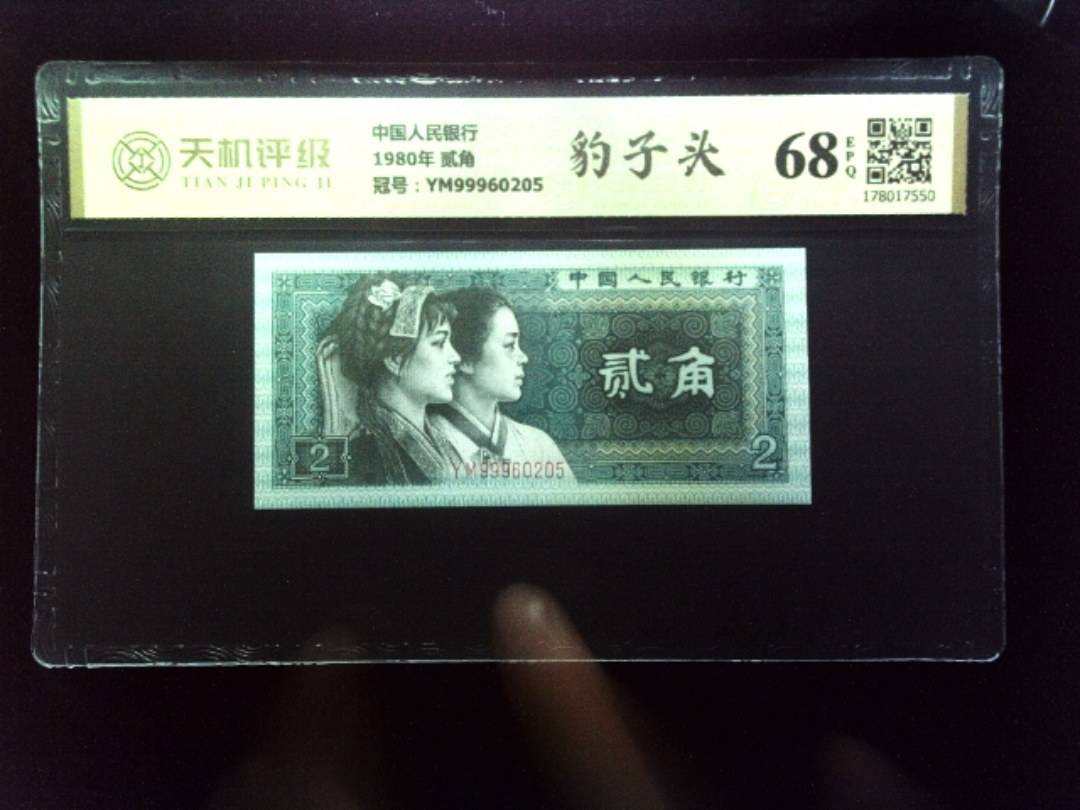 天机评级
TIAN JI PING JI
中国人民银行
1980年 贰角
冠号：YM99960205
豹子头
68
EPQ
178017550
中国人民银行
贰角
2
2
YM99960205